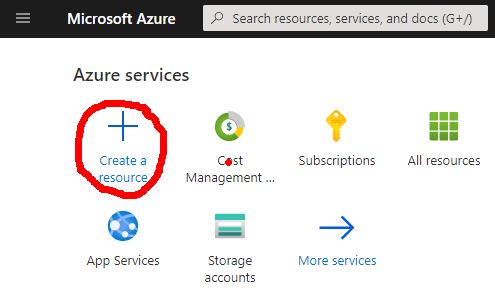 Microsoft Azure
Search resources, services, and docs (G+/)
Azure services
Create a
resource
Cost
Management ...
Subscriptions
All resources
App Services
Storage
accounts
More services